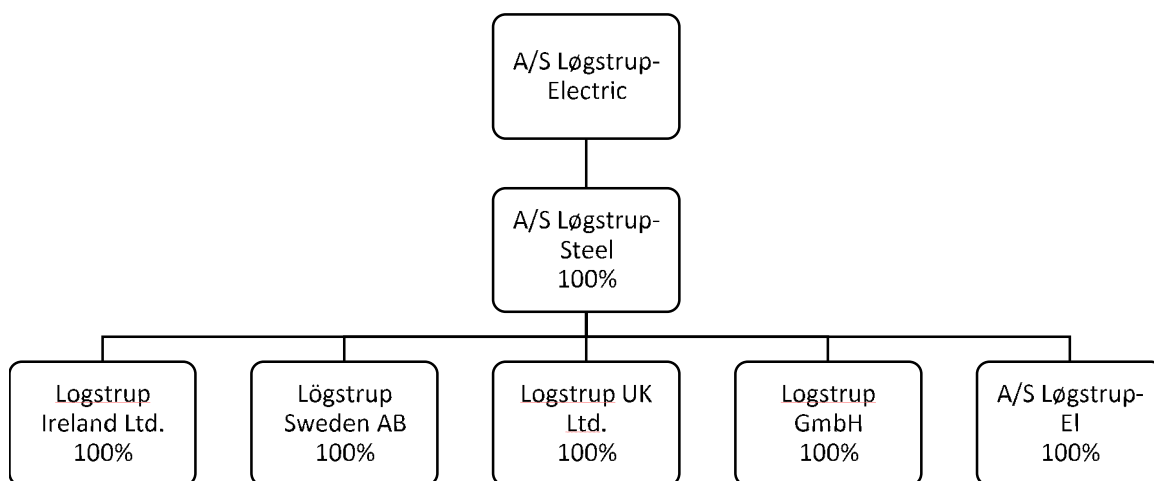 A/S Løgstrup-
Electric
A/S Løgstrup-
Steel
100%
Logstrup
Ireland Ltd.
100%
Lögstrup
Sweden AB
100%
Logstrup UK
Ltd.
100%
Logstrup
GmbH
100%
A/S Løgstrup-
El
100%